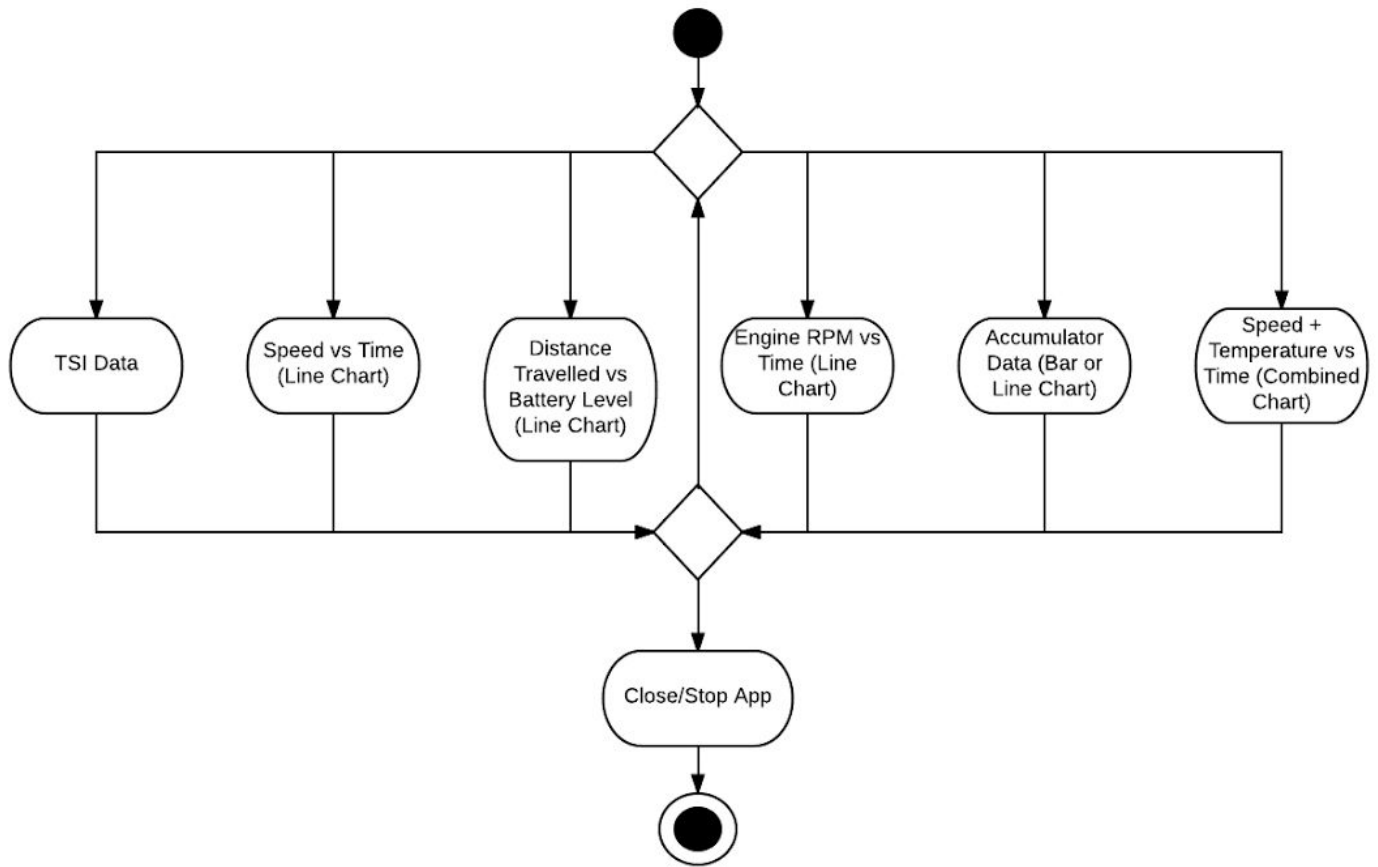 TSI Data
Speed vs Time
(Line Chart)
Distance
Travelled vs
Battery Level
(Line Chart)
Engine RPM vs
Time (Line
Chart)
Accumulator
Data (Bar or
Line Chart)
Speed +
Temperature vs
Time (Combined
Chart)
Close/Stop App